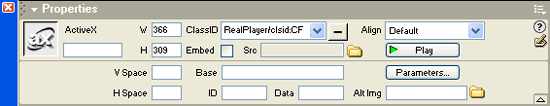 Properties
ActiveX W 366 ClassID RealPlayer/clsid:CF Align Default
H 309 Embed Src Play
V Space Base Parameters...
H Space ID Data Alt Img